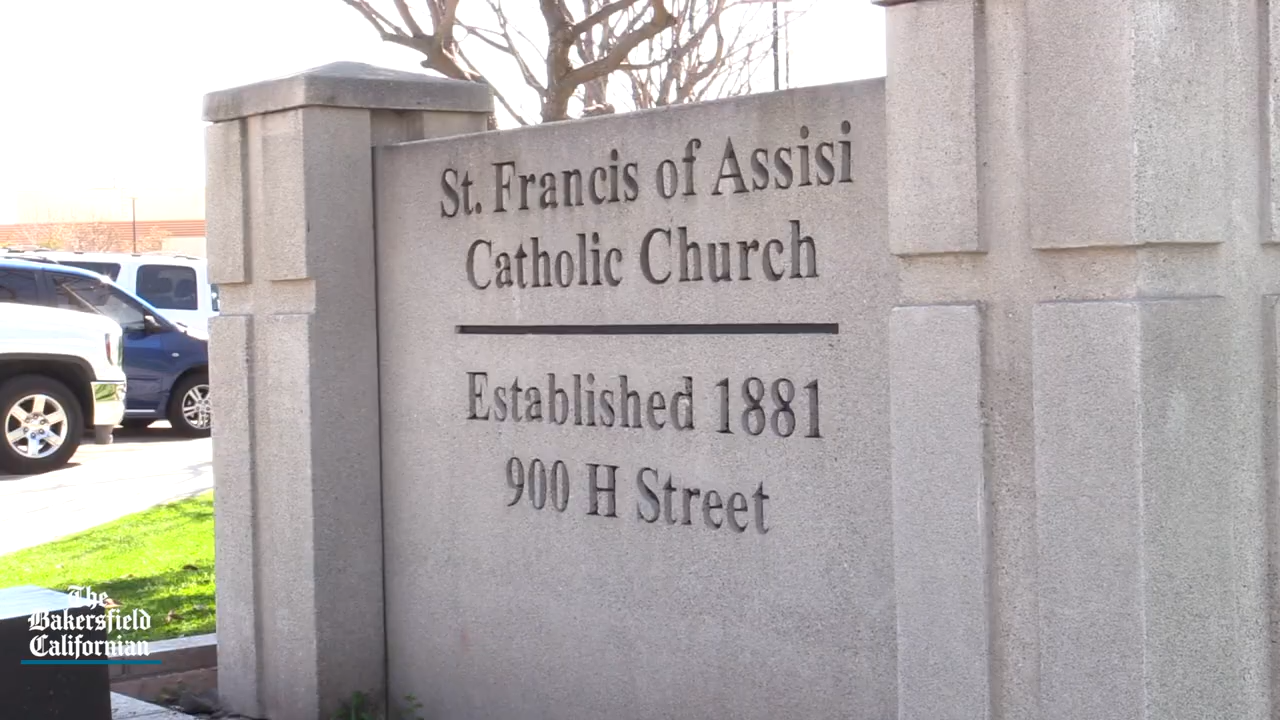 St. Francis of Assisi
Catholic Church
Established 1881
900 H Street
The
Bakersfield
Californian